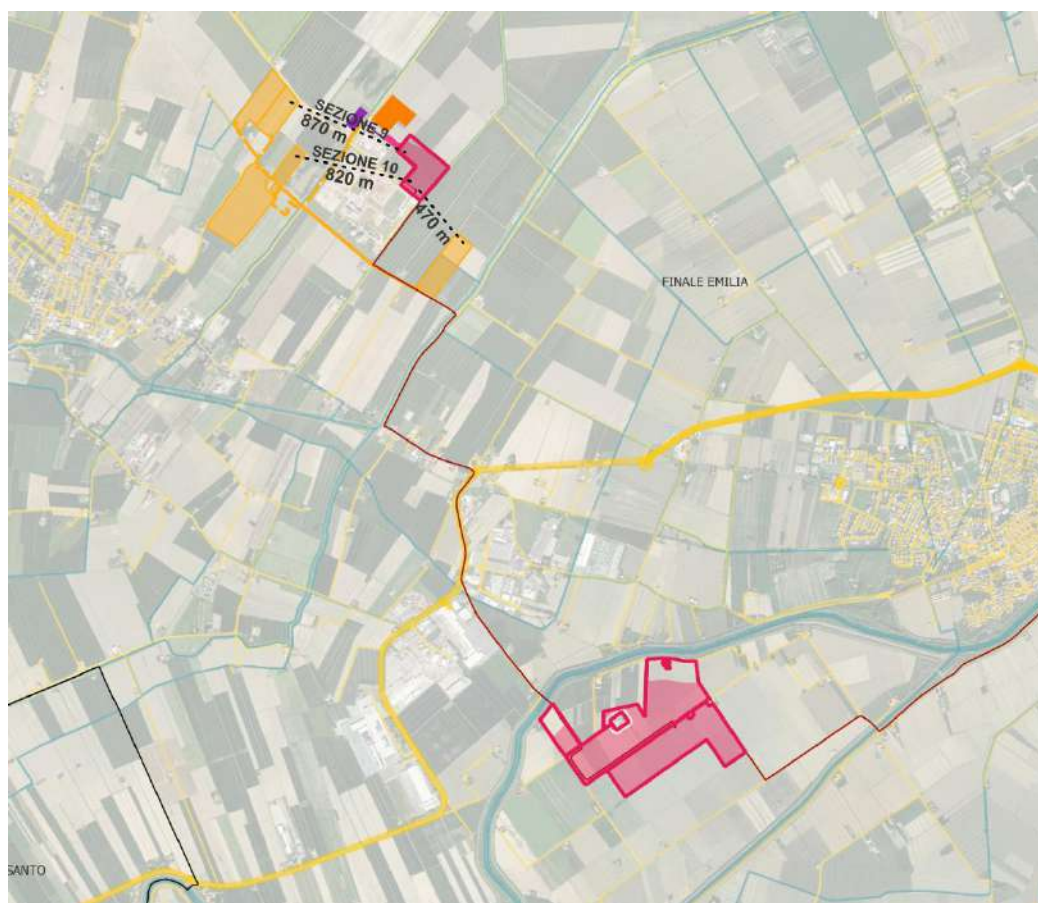 SEZIONE 9
870 m
SEZIONE 10
820 m
470 m
FINALE EMILIA
SANTO